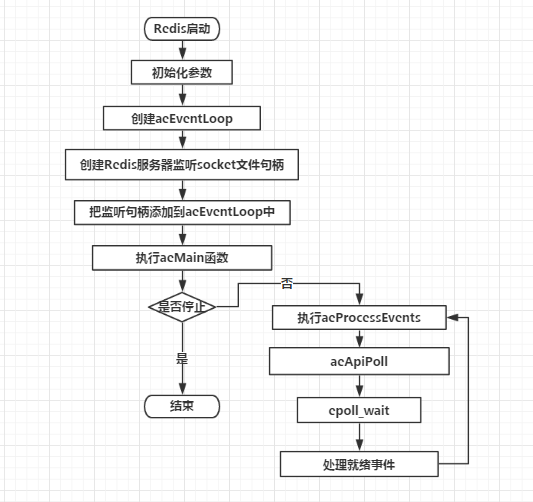 Redis启动
初始化参数
创建aeEventLoop
创建Redis服务器监听socket文件句柄
把监听句柄添加到aeEventLoop中
执行aeMain函数
是否停止
否
执行aeProcessEvents
aeApiPoll
是
epoll_wait
结束
处理就绪事件